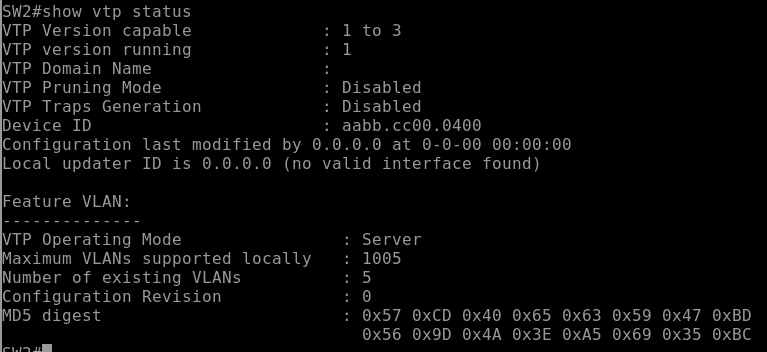 SW2#show vtp status
VTP Version capable             : 1 to 3
VTP version running             : 1
VTP Domain Name                 :
VTP Pruning Mode                : Disabled
VTP Traps Generation            : Disabled
Device ID                       : aabb.cc00.0400
Configuration last modified by 0.0.0.0 at 0-0-00 00:00:00
Local updater ID is 0.0.0.0 (no valid interface found)

Feature VLAN:
--------------
VTP Operating Mode                : Server
Maximum VLANs supported locally   : 1005
Number of existing VLANs          : 5
Configuration Revision            : 0
MD5 digest                        : 0x57 0xCD 0x40 0x65 0x63 0x59 0x47 0xBD
                                    0x56 0x9D 0x4A 0x3E 0xA5 0x69 0x35 0xBC
SW2#